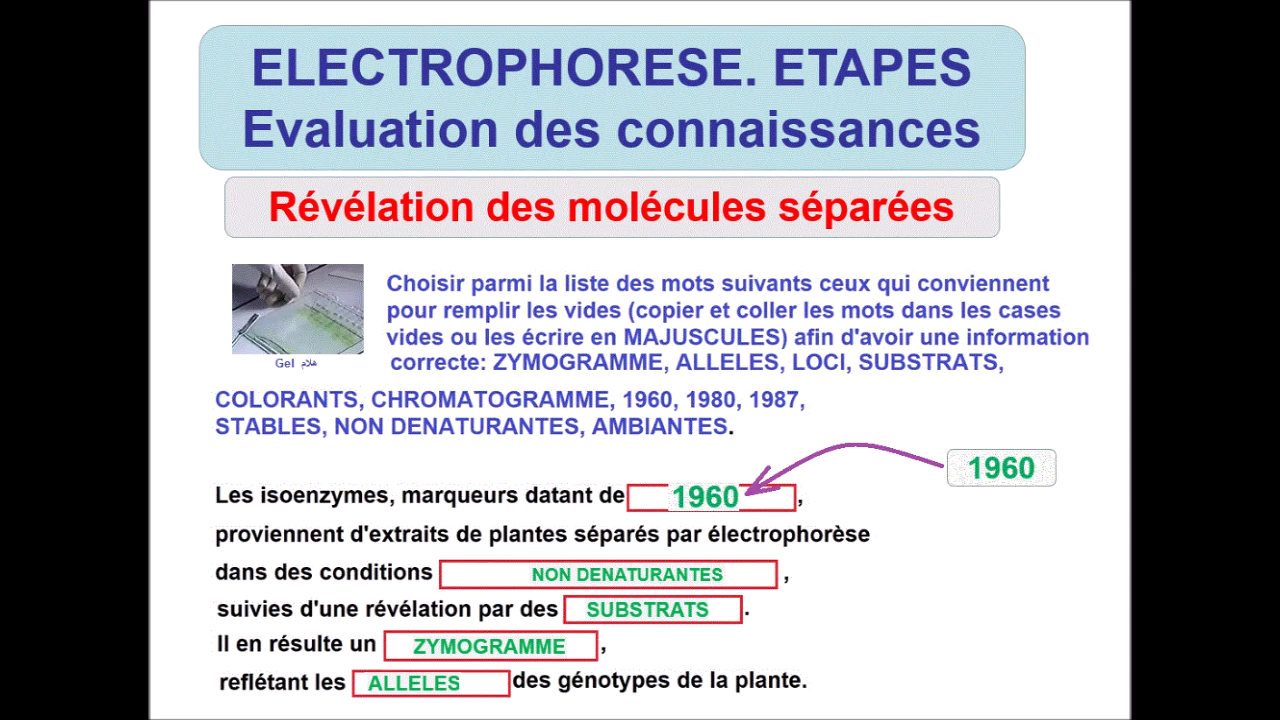 ELECTROPHORESE. ETAPES
Evaluation des connaissances
Révélation des molécules séparées
Choisir parmi la liste des mots suivants ceux qui conviennent
pour remplir les vides (copier et coller les mots dans les cases
vides ou les écrire en MAJUSCULES) afin d'avoir une information
Gel هلام
correcte: ZYMOGRAMME, ALLELES, LOCI, SUBSTRATS,
COLORANTS, CHROMATOGRAMME, 1960, 1980, 1987,
STABLES, NON DENATURANTES, AMBIANTES.
1960
Les isoenzymes, marqueurs datant de 1960 ,
proviennent d'extraits de plantes séparés par électrophorèse
dans des conditions NON DENATURANTES ,
suivies d'une révélation par des SUBSTRATS .
Il en résulte un ZYMOGRAMME ,
reflétant les ALLELES des génotypes de la plante.